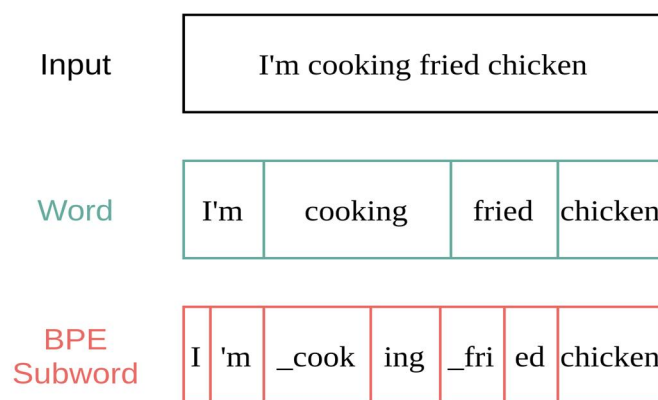 Input I'm cooking fried chicken
Word I'm cooking fried chicken
BPE
Subword I 'm _cook ing _fri ed chicken